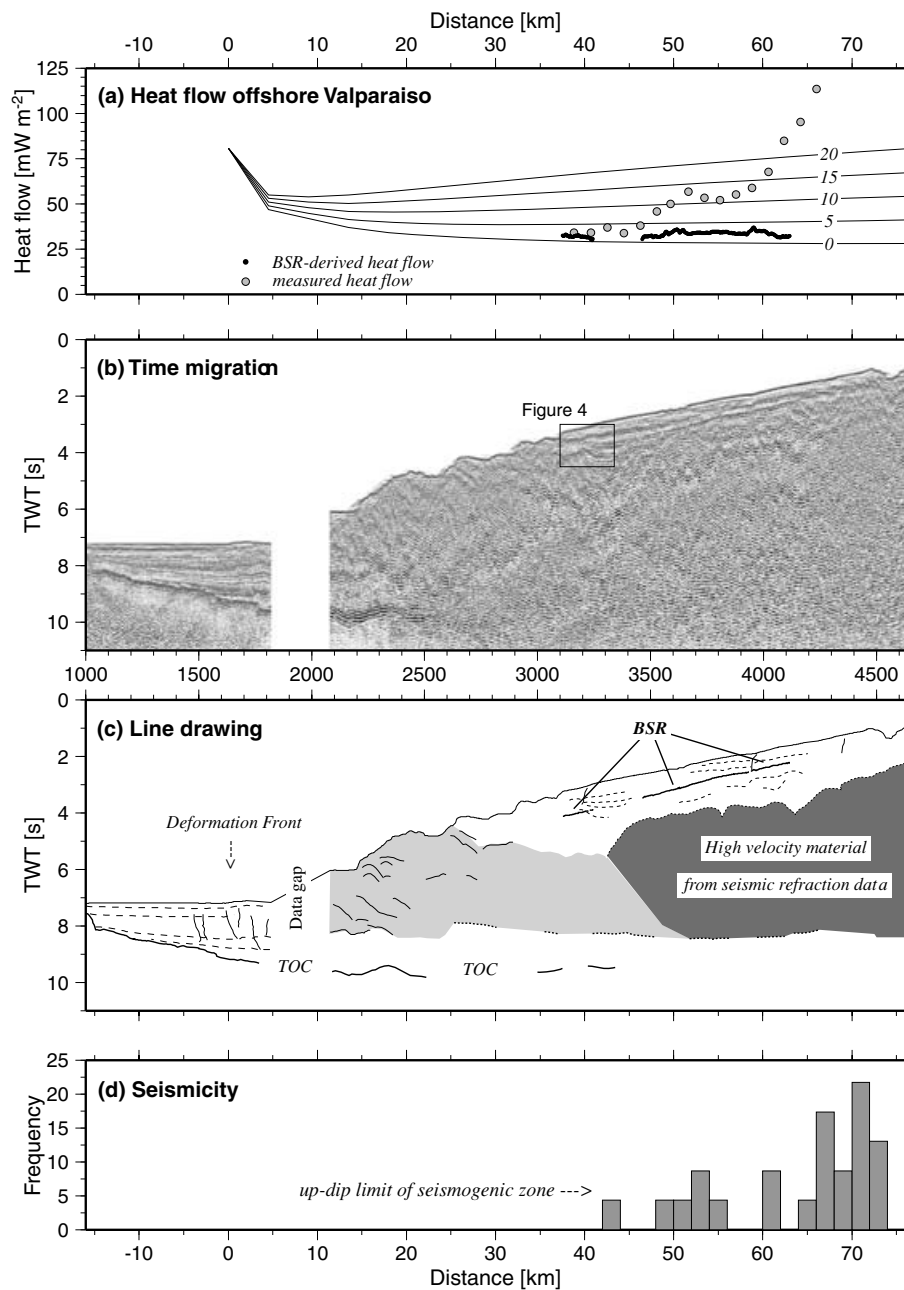 Distance [km]
-10 0 10 20 30 40 50 60 70
(a) Heat flow offshore Valparaiso
Heat flow [mW m-2]
125
100
75
50
25
0
20
15
10
5
0
BSR-derived heat flow
measured heat flow
(b) Time migration
TWT [s]
0
2
4
6
8
10
Figure 4
1000 1500 2000 2500 3000 3500 4000 4500
(c) Line drawing
TWT [s]
0
2
4
6
8
10
BSR
Deformation Front
Data gap
High velocity material
from seismic refraction data
TOC
TOC
(d) Seismicity
Frequency
25
20
15
10
5
0
up-dip limit of seismogenic zone --->
-10 0 10 20 30 40 50 60 70
Distance [km]